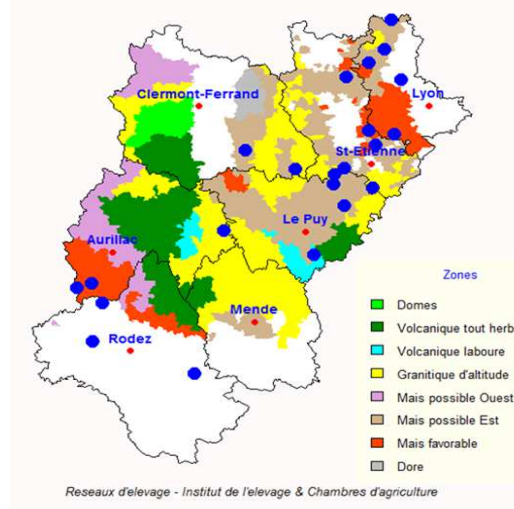 Clermont-Ferrand
Lyon
St-Etienne
Le Puy
Aurillac
Mende
Rodez
Zones
Domes
Volcanique tout herb
Volcanique laboure
Granitique d'altitude
Mais possible Ouest
Mais possible Est
Mais favorable
Dore
Reseaux d'elevage - Institut de l'elevage & Chambres d'agriculture